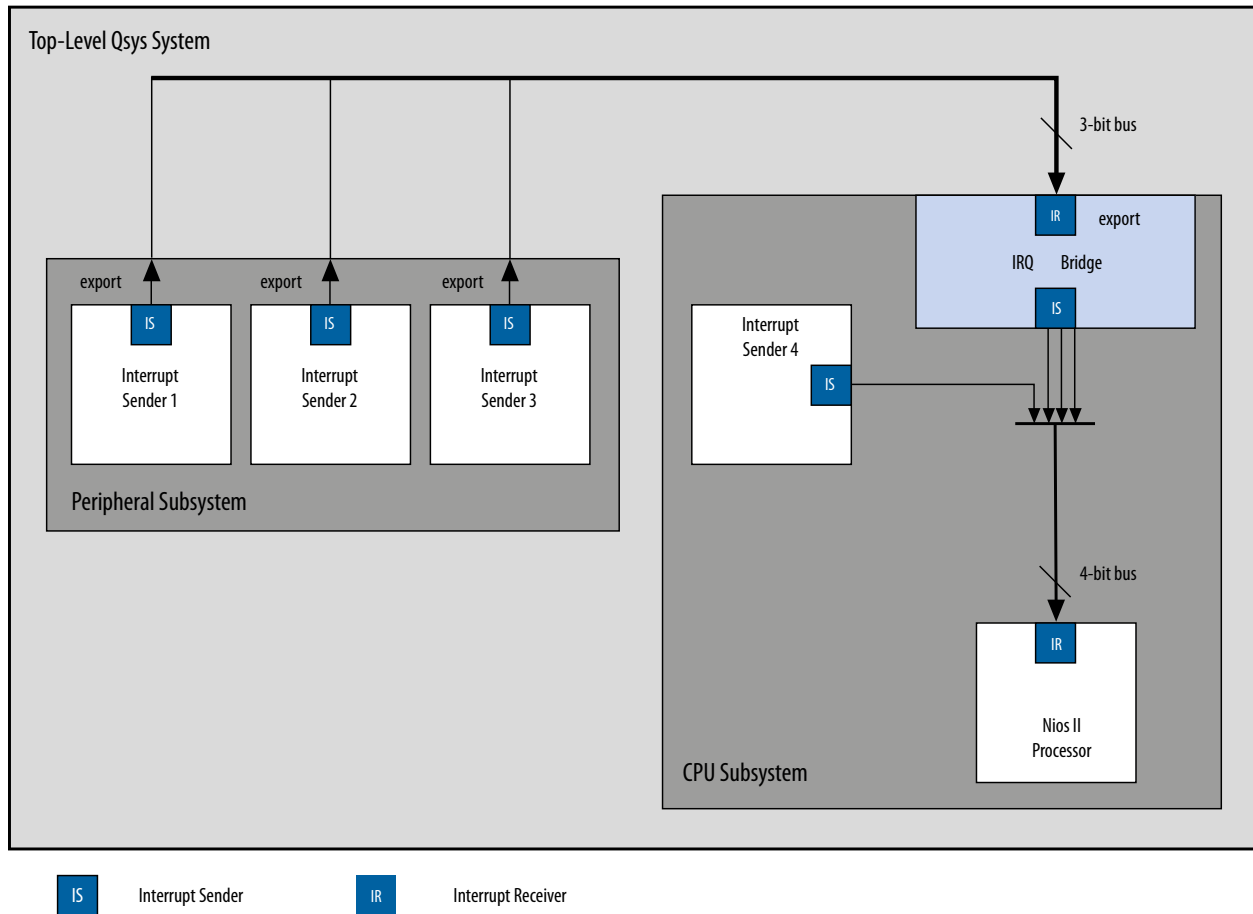 Top-Level Qsys System
3-bit bus
IR
export
IRQ Bridge
IS
export
export
export
IS
IS
IS
Interrupt
Sender 1
Interrupt
Sender 2
Interrupt
Sender 3
Peripheral Subsystem
Interrupt
Sender 4
IS
4-bit bus
IR
Nios II
Processor
CPU Subsystem
IS
Interrupt Sender
IR
Interrupt Receiver